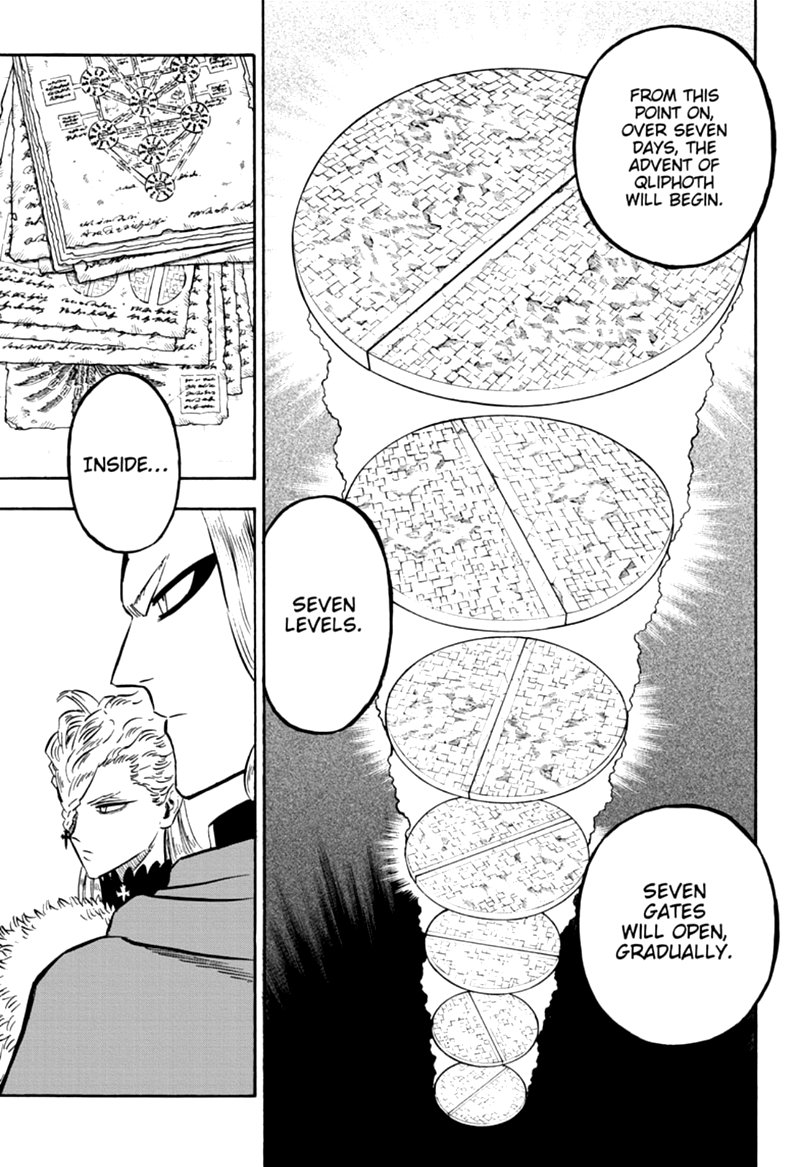 FROM THIS
POINT ON,
OVER SEVEN
DAYS, THE
ADVENT OF
QLIPHOTH
WILL BEGIN.
SEVEN
LEVELS.
SEVEN
GATES
WILL OPEN,
GRADUALLY.
INSIDE...